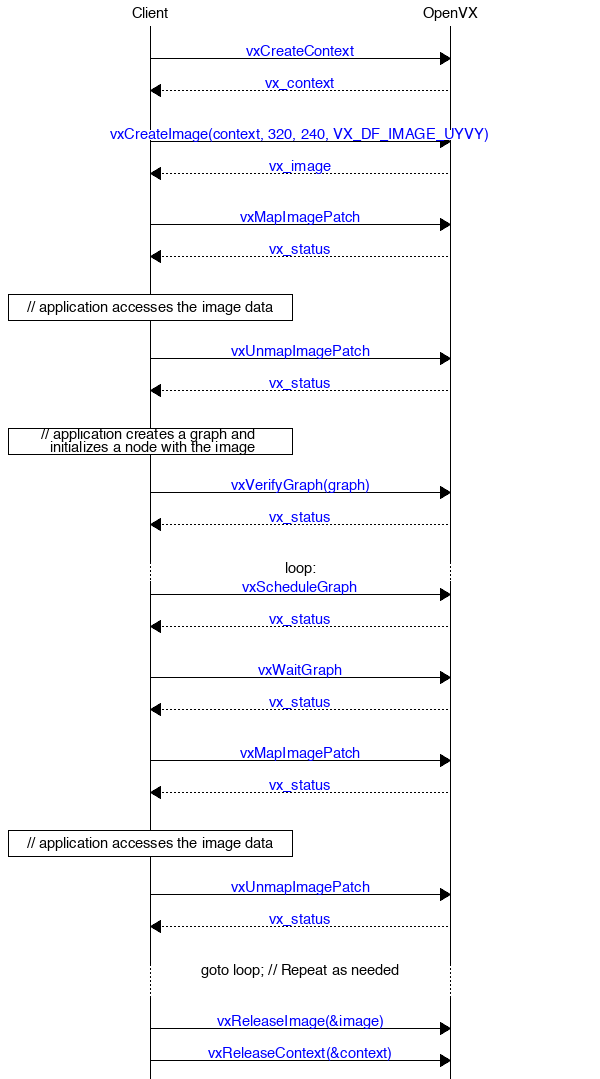 Client OpenVX
vxCreateContext
vx_context
vxCreateImage(context, 320, 240, VX_DF_IMAGE_UYVY)
vx_image
vxMapImagePatch
vx_status
// application accesses the image data
vxUnmapImagePatch
vx_status
// application creates a graph and
initializes a node with the image
vxVerifyGraph(graph)
vx_status
loop:
vxScheduleGraph
vx_status
vxWaitGraph
vx_status
vxMapImagePatch
vx_status
// application accesses the image data
vxUnmapImagePatch
vx_status
goto loop; // Repeat as needed
vxReleaseImage(&image)
vxReleaseContext(&context)